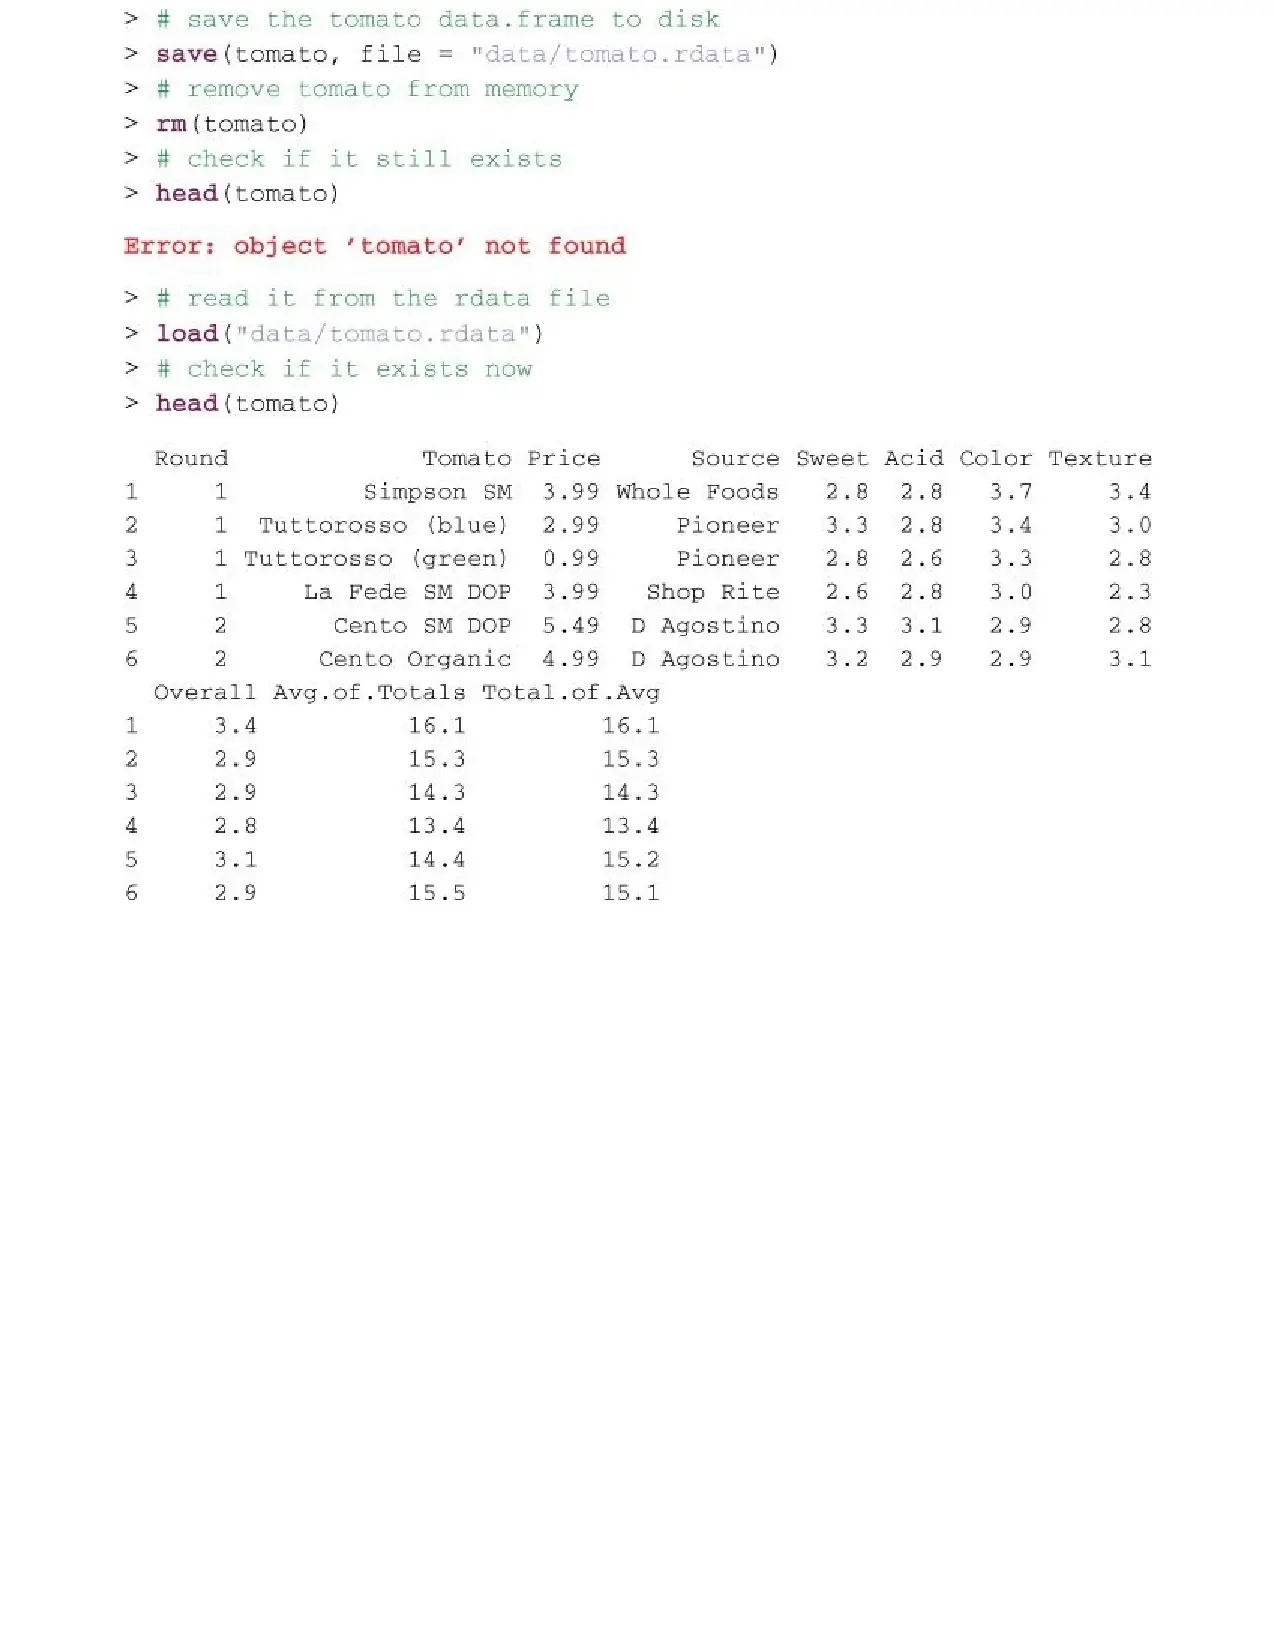 > # save the tomato data.frame to disk
> save(tomato, file = "data/tomato.rdata")
> # remove tomato from memory
> rm(tomato)
> # check if it still exists
> head(tomato)
Error: object 'tomato' not found
> # read it from the rdata file
> load("data/tomato.rdata")
> # check if it exists now
> head(tomato)
  Round               Tomato Price      Source Sweet Acid Color Texture
1     1           Simpson SM  3.99 Whole Foods   2.8  2.8   3.7     3.4
2     1    Tuttorosso (blue)  2.99     Pioneer   3.3  2.8   3.4     3.0
3     1   Tuttorosso (green)  0.99     Pioneer   2.8  2.6   3.3     2.8
4     1       La Fede SM DOP  3.99   Shop Rite   2.6  2.8   3.0     2.3
5     2         Cento SM DOP  5.49  D Agostino   3.3  3.1   2.9     2.8
6     2        Cento Organic  4.99  D Agostino   3.2  2.9   2.9     3.1
  Overall Avg.of.Totals Total.of.Avg
1     3.4          16.1         16.1
2     2.9          15.3         15.3
3     2.9          14.3         14.3
4     2.8          13.4         13.4
5     3.1          14.4         15.2
6     2.9          15.5         15.1